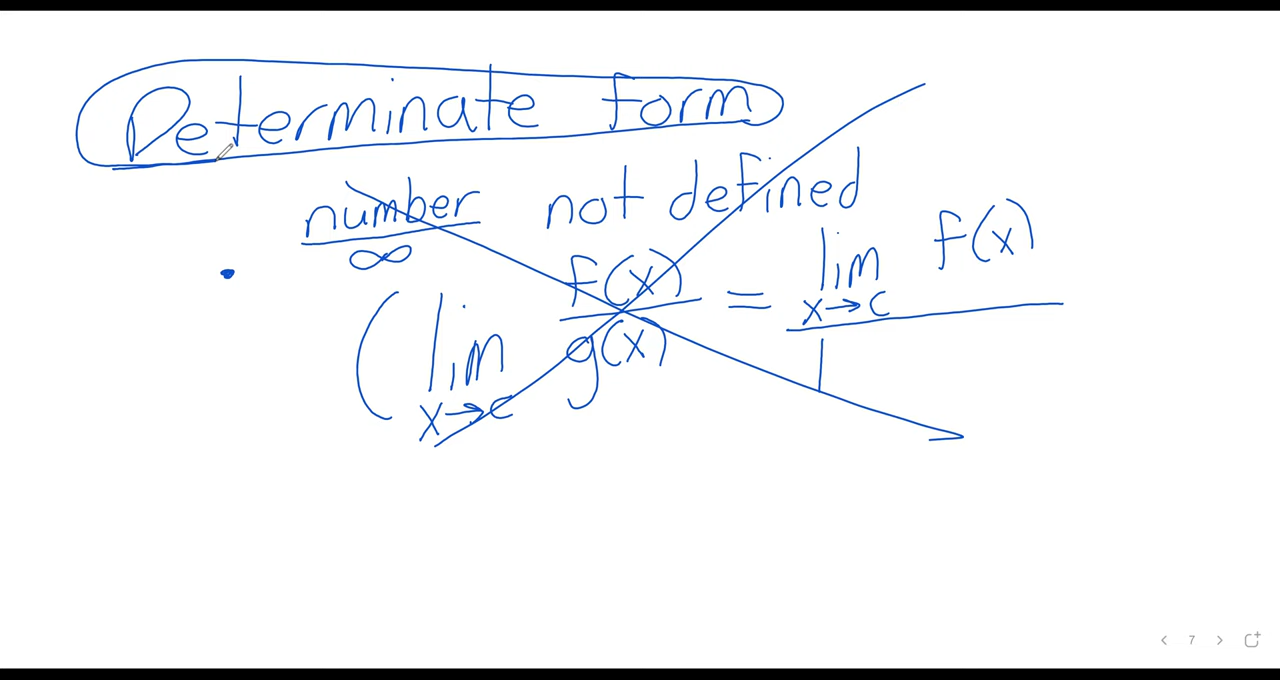 Determinate form
number/∞ not defined
• (lim x→c f(x)/g(x) = lim x→c f(x)
7